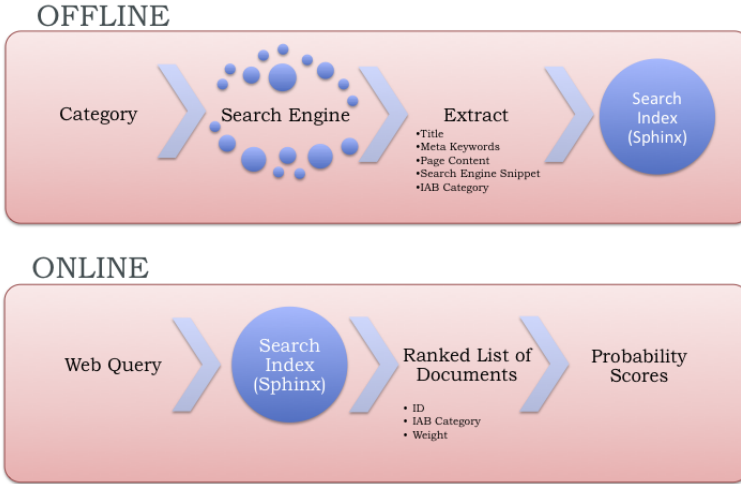 OFFLINE
Category
Search Engine
Extract
•Title
•Meta Keywords
•Page Content
•Search Engine Snippet
•IAB Category
Search
Index
(Sphinx)
ONLINE
Web Query
Search
Index
(Sphinx)
Ranked List of
Documents
• ID
• IAB Category
• Weight
Probability
Scores